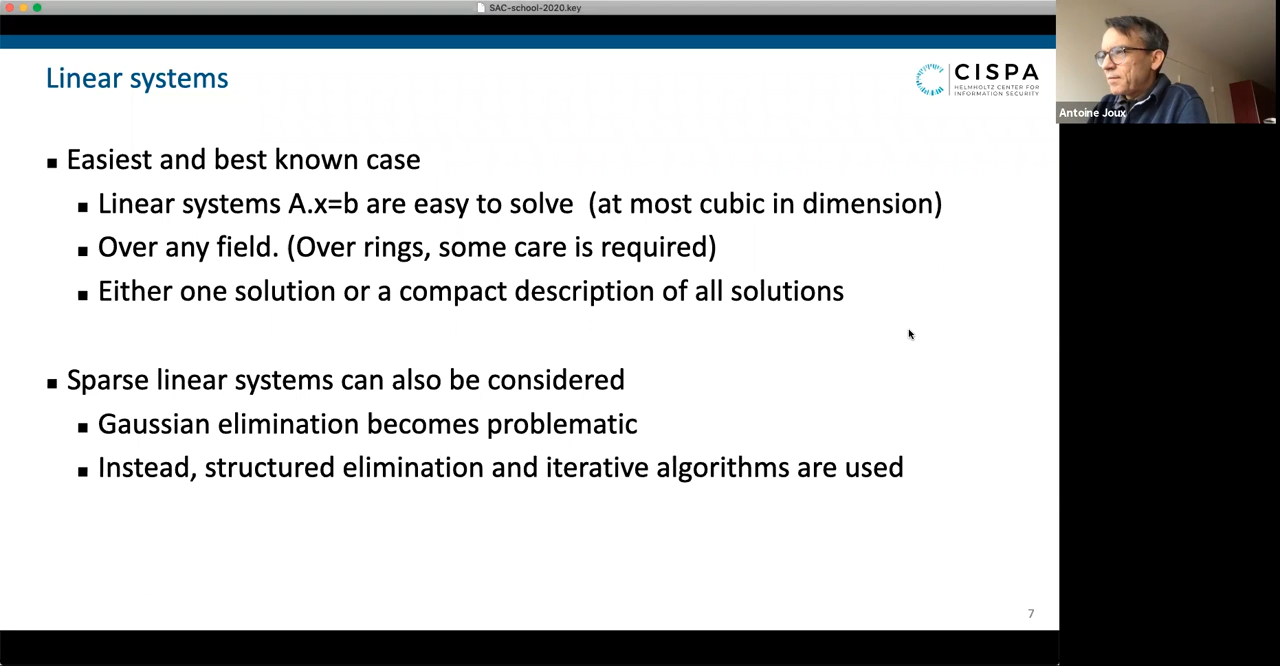 SAC-school-2020.key
Linear systems
CISPA
HELMHOLTZ CENTER FOR
INFORMATION SECURITY
Antoine Joux
▪ Easiest and best known case
▪ Linear systems A.x=b are easy to solve (at most cubic in dimension)
▪ Over any field. (Over rings, some care is required)
▪ Either one solution or a compact description of all solutions
▪ Sparse linear systems can also be considered
▪ Gaussian elimination becomes problematic
▪ Instead, structured elimination and iterative algorithms are used
7